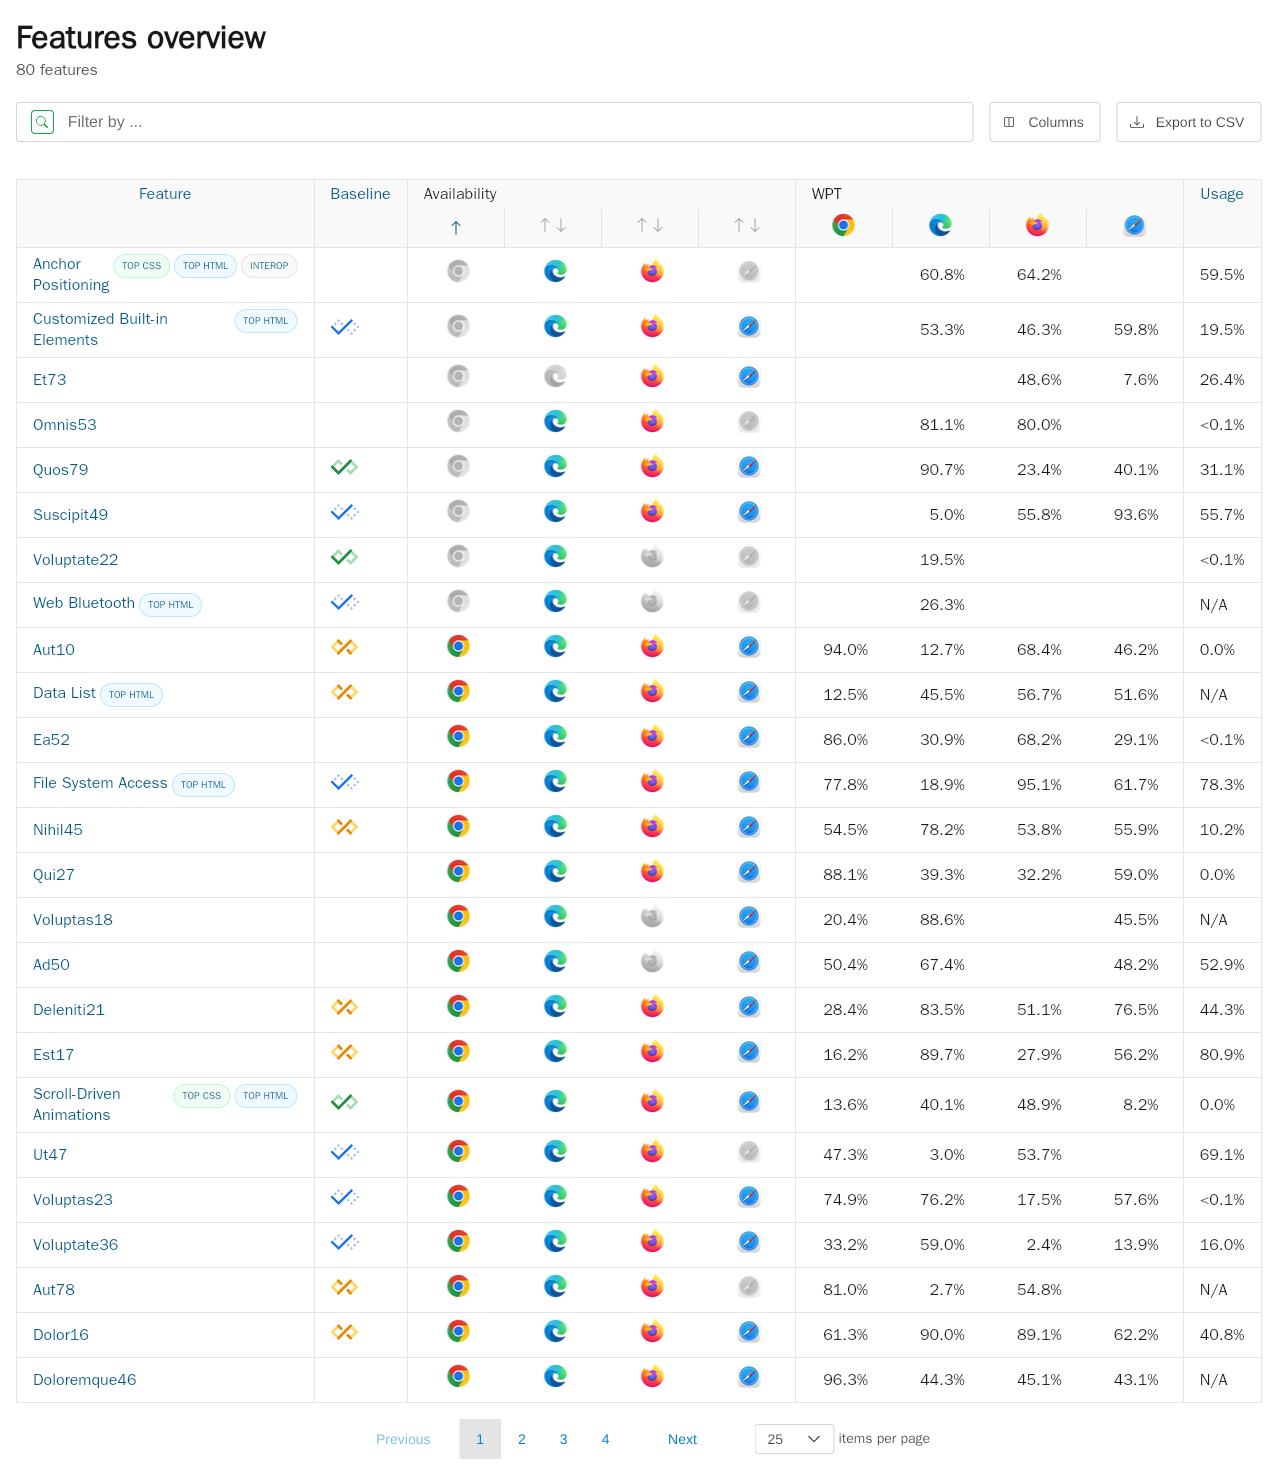 Features overview
80 features
Filter by ...
Columns
Export to CSV
Feature Baseline Availability WPT Usage
Anchor Positioning TOP CSS TOP HTML INTEROP 60.8% 64.2% 59.5%
Customized Built-in Elements TOP HTML 53.3% 46.3% 59.8% 19.5%
Et73 48.6% 7.6% 26.4%
Omnis53 81.1% 80.0% <0.1%
Quos79 90.7% 23.4% 40.1% 31.1%
Suscipit49 5.0% 55.8% 93.6% 55.7%
Voluptate22 19.5% <0.1%
Web Bluetooth TOP HTML 26.3% N/A
Aut10 94.0% 12.7% 68.4% 46.2% 0.0%
Data List TOP HTML 12.5% 45.5% 56.7% 51.6% N/A
Ea52 86.0% 30.9% 68.2% 29.1% <0.1%
File System Access TOP HTML 77.8% 18.9% 95.1% 61.7% 78.3%
Nihil45 54.5% 78.2% 53.8% 55.9% 10.2%
Qui27 88.1% 39.3% 32.2% 59.0% 0.0%
Voluptas18 20.4% 88.6% 45.5% N/A
Ad50 50.4% 67.4% 48.2% 52.9%
Deleniti21 28.4% 83.5% 51.1% 76.5% 44.3%
Est17 16.2% 89.7% 27.9% 56.2% 80.9%
Scroll-Driven Animations TOP CSS TOP HTML 13.6% 40.1% 48.9% 8.2% 0.0%
Ut47 47.3% 3.0% 53.7% 69.1%
Voluptas23 74.9% 76.2% 17.5% 57.6% <0.1%
Voluptate36 33.2% 59.0% 2.4% 13.9% 16.0%
Aut78 81.0% 2.7% 54.8% N/A
Dolor16 61.3% 90.0% 89.1% 62.2% 40.8%
Doloremque46 96.3% 44.3% 45.1% 43.1% N/A
Previous 1 2 3 4 Next 25 items per page